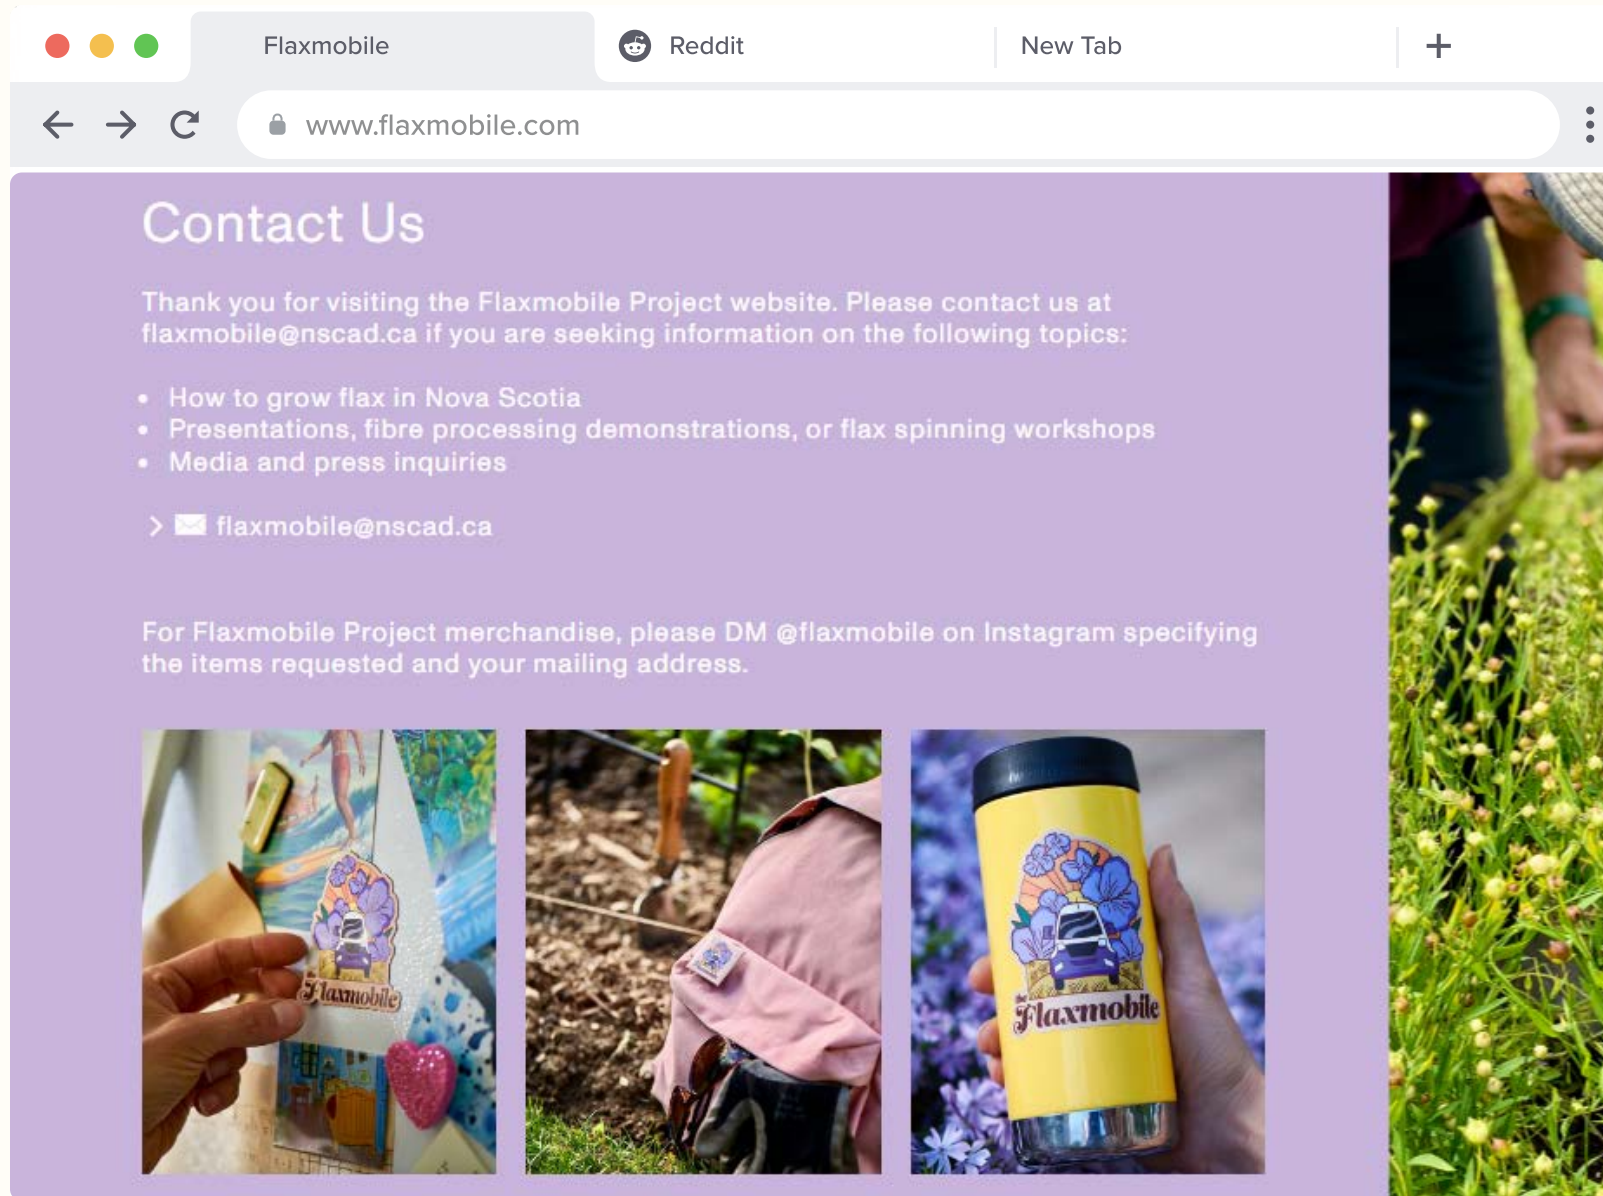 Flaxmobile
Reddit
New Tab
www.flaxmobile.com
Contact Us
Thank you for visiting the Flaxmobile Project website. Please contact us at
flaxmobile@nscad.ca if you are seeking information on the following topics:
• How to grow flax in Nova Scotia
• Presentations, fibre processing demonstrations, or flax spinning workshops
• Media and press inquiries
flaxmobile@nscad.ca
For Flaxmobile Project merchandise, please DM @flaxmobile on Instagram specifying
the items requested and your mailing address.
Flaxmobile
the
Flaxmobile